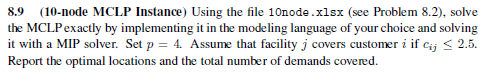 8.9 (10-node MCLP Instance) Using the file 10node.xlsx (see Problem 8.2), solve
the MCLP exactly by implementing it in the modeling language of your choice and solving
it with a MIP solver. Set p = 4. Assume that facility j covers customer i if cij ≤ 2.5.
Report the optimal locations and the total number of demands covered.